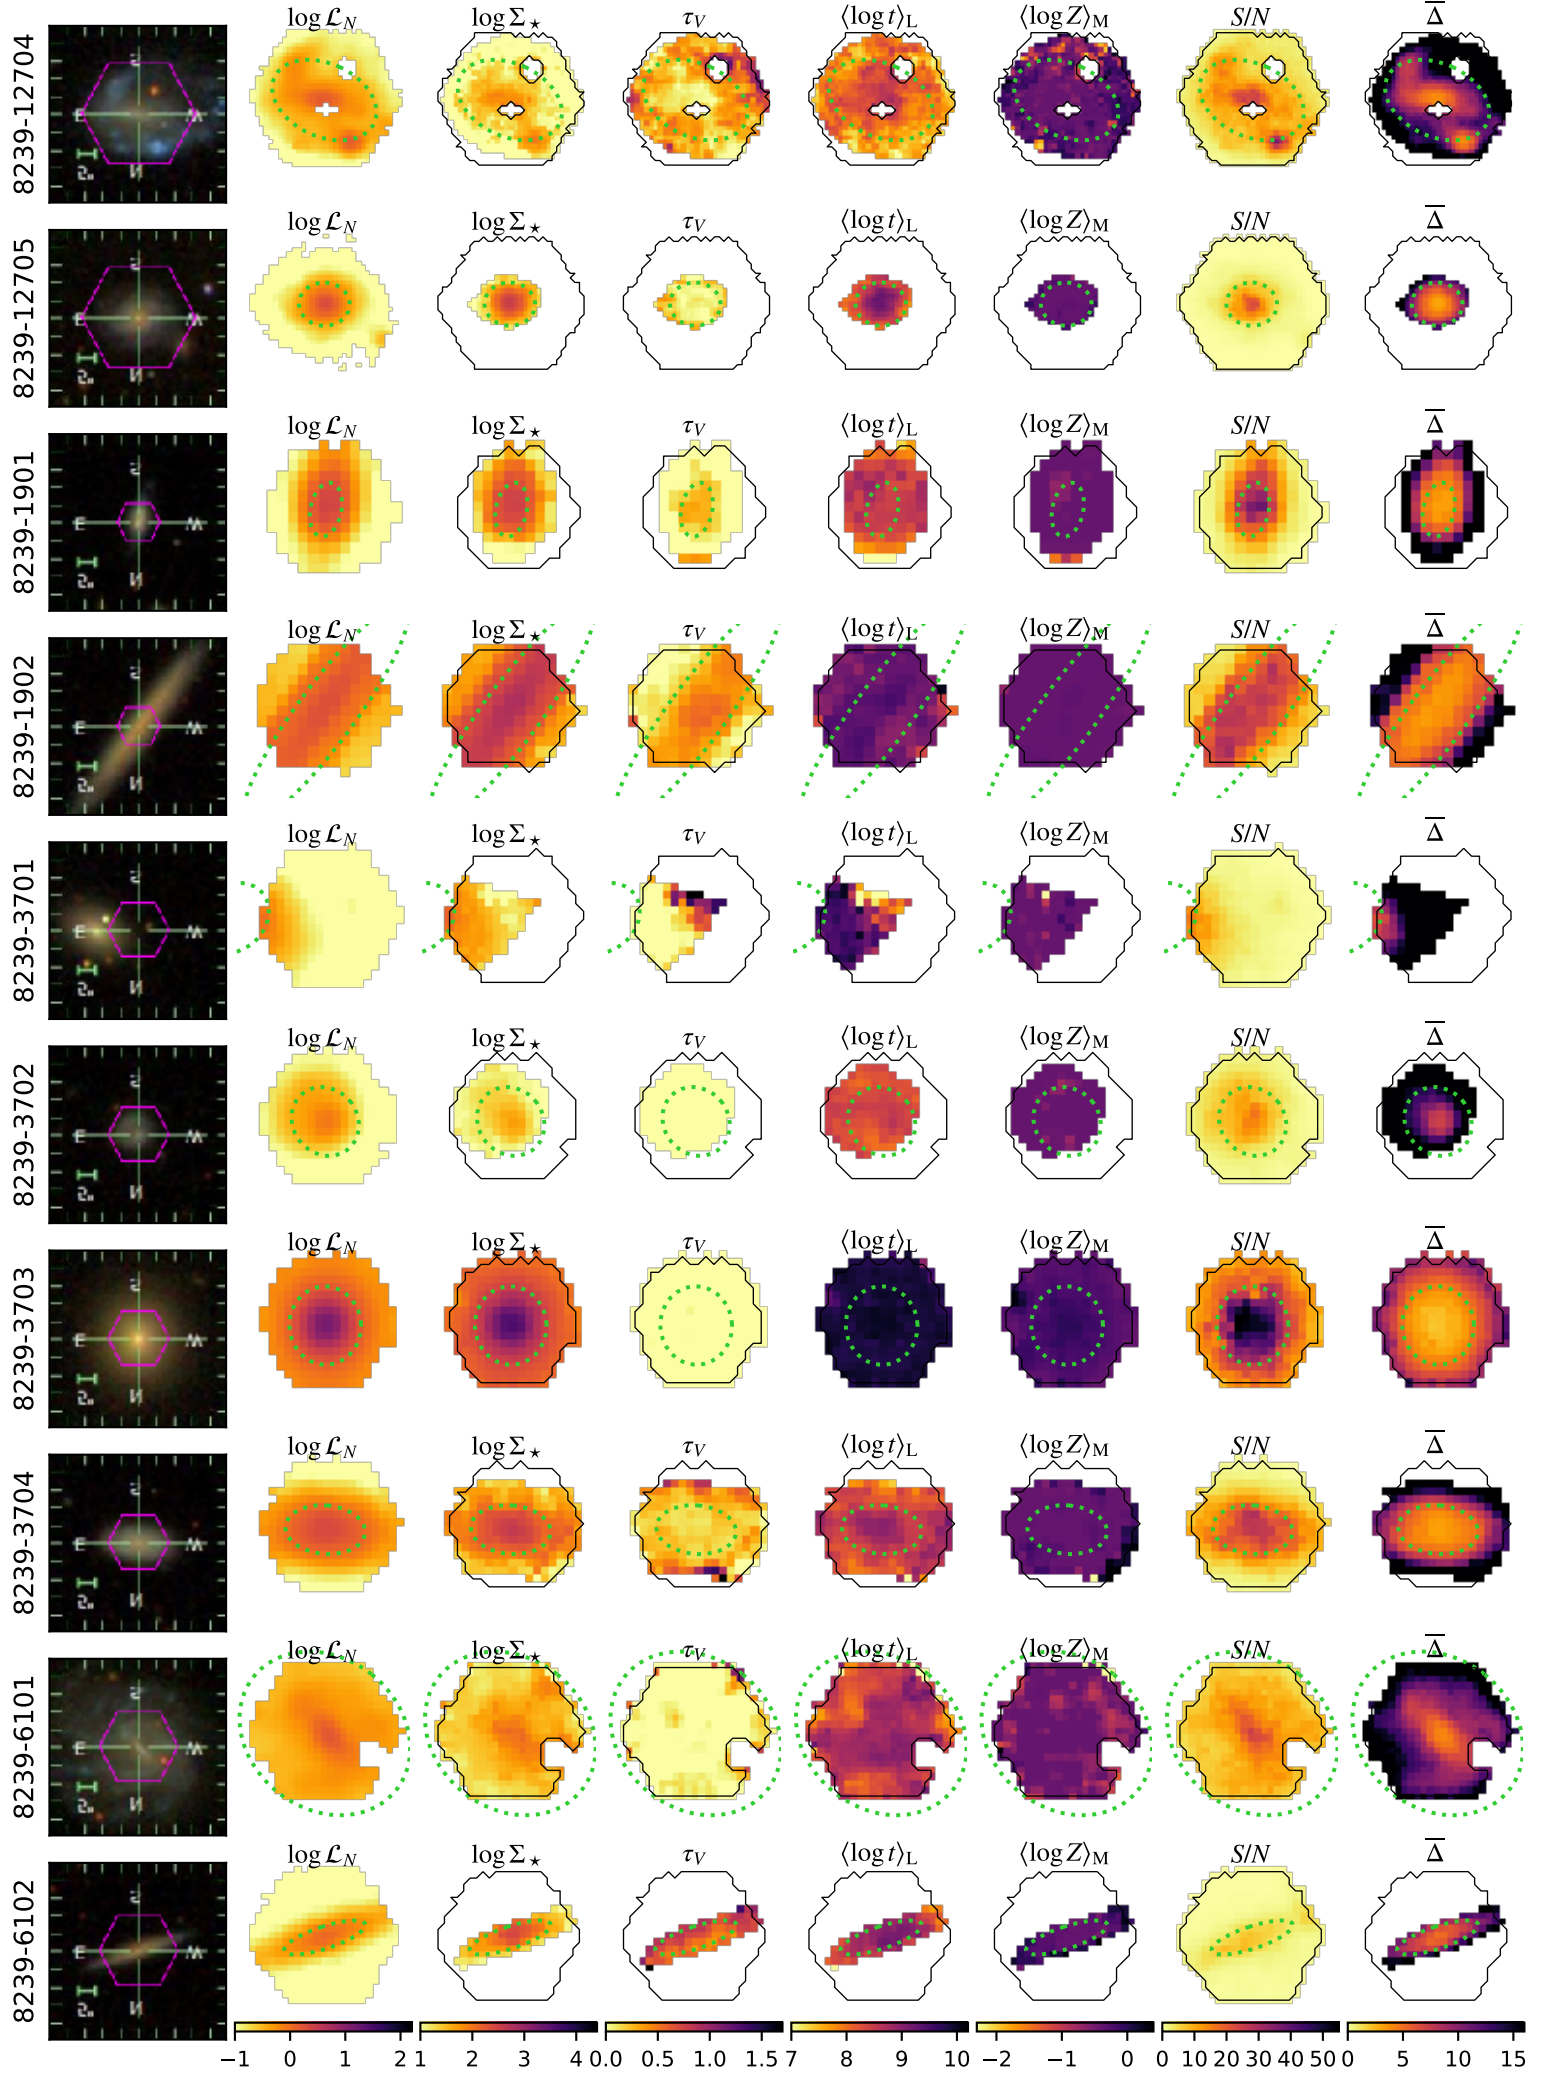 8239-12704
log ℒ_N log Σ⋆ τ_V ⟨log t⟩_L ⟨log Z⟩_M S/N Δ̅
8239-12705
log ℒ_N log Σ⋆ τ_V ⟨log t⟩_L ⟨log Z⟩_M S/N Δ̅
8239-1901
log ℒ_N log Σ⋆ τ_V ⟨log t⟩_L ⟨log Z⟩_M S/N Δ̅
8239-1902
log ℒ_N log Σ⋆ τ_V ⟨log t⟩_L ⟨log Z⟩_M S/N Δ̅
8239-3701
log ℒ_N log Σ⋆ τ_V ⟨log t⟩_L ⟨log Z⟩_M S/N Δ̅
8239-3702
log ℒ_N log Σ⋆ τ_V ⟨log t⟩_L ⟨log Z⟩_M S/N Δ̅
8239-3703
log ℒ_N log Σ⋆ τ_V ⟨log t⟩_L ⟨log Z⟩_M S/N Δ̅
8239-3704
log ℒ_N log Σ⋆ τ_V ⟨log t⟩_L ⟨log Z⟩_M S/N Δ̅
8239-6101
log ℒ_N log Σ⋆ τ_V ⟨log t⟩_L ⟨log Z⟩_M S/N Δ̅
8239-6102
log ℒ_N log Σ⋆ τ_V ⟨log t⟩_L ⟨log Z⟩_M S/N Δ̅
−1 0 1 2 1 2 3 4 0.0 0.5 1.0 1.5 7 8 9 10 −2 −1 0 0 10 20 30 40 50 0 5 10 15